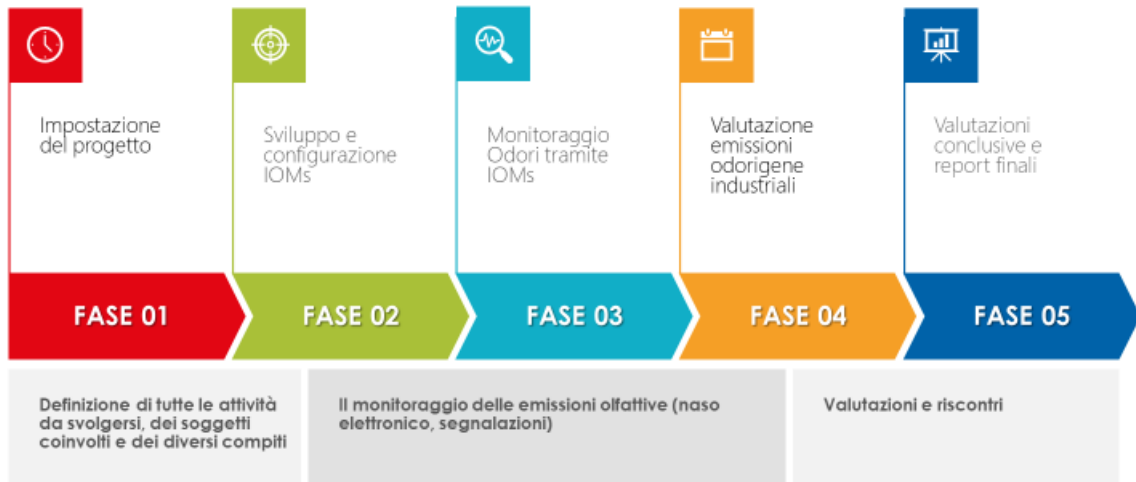 Impostazione
del progetto
Sviluppo e
configurazione
IOMs
Monitoraggio
Odori tramite
IOMs
Valutazione
emissioni
odorigene
industriali
Valutazioni
conclusive e
report finali
FASE 01
FASE 02
FASE 03
FASE 04
FASE 05
Definizione di tutte le attività
da svolgersi, dei soggetti
coinvolti e dei diversi compiti
Il monitoraggio delle emissioni olfattive (naso
elettronico, segnalazioni)
Valutazioni e riscontri